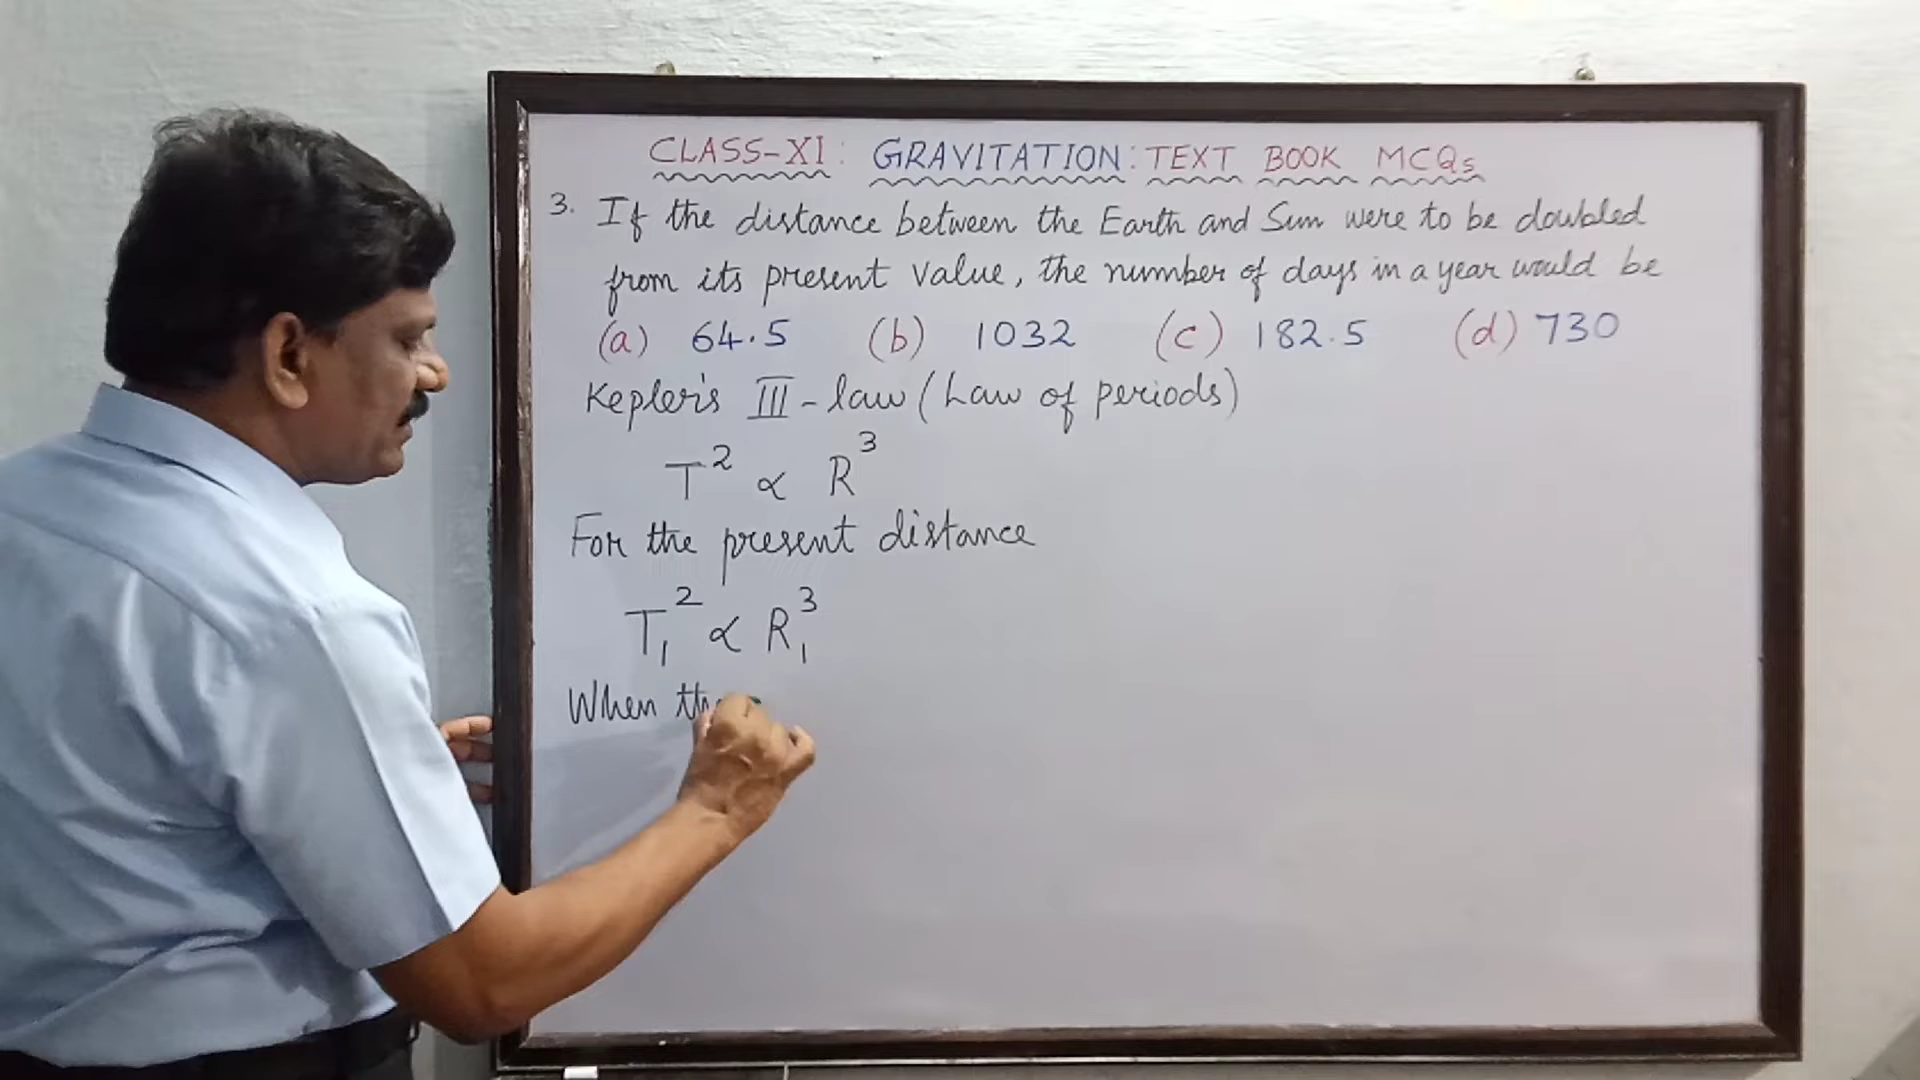 CLASS-XI: GRAVITATION: TEXT BOOK MCQs
3. If the distance between the Earth and Sun were to be doubled
from its present value, the number of days in a year would be
(a) 64.5 (b) 1032 (c) 182.5 (d) 730
Kepler's III - law (Law of periods)
T² ∝ R³
For the present distance
T₁² ∝ R₁³
When